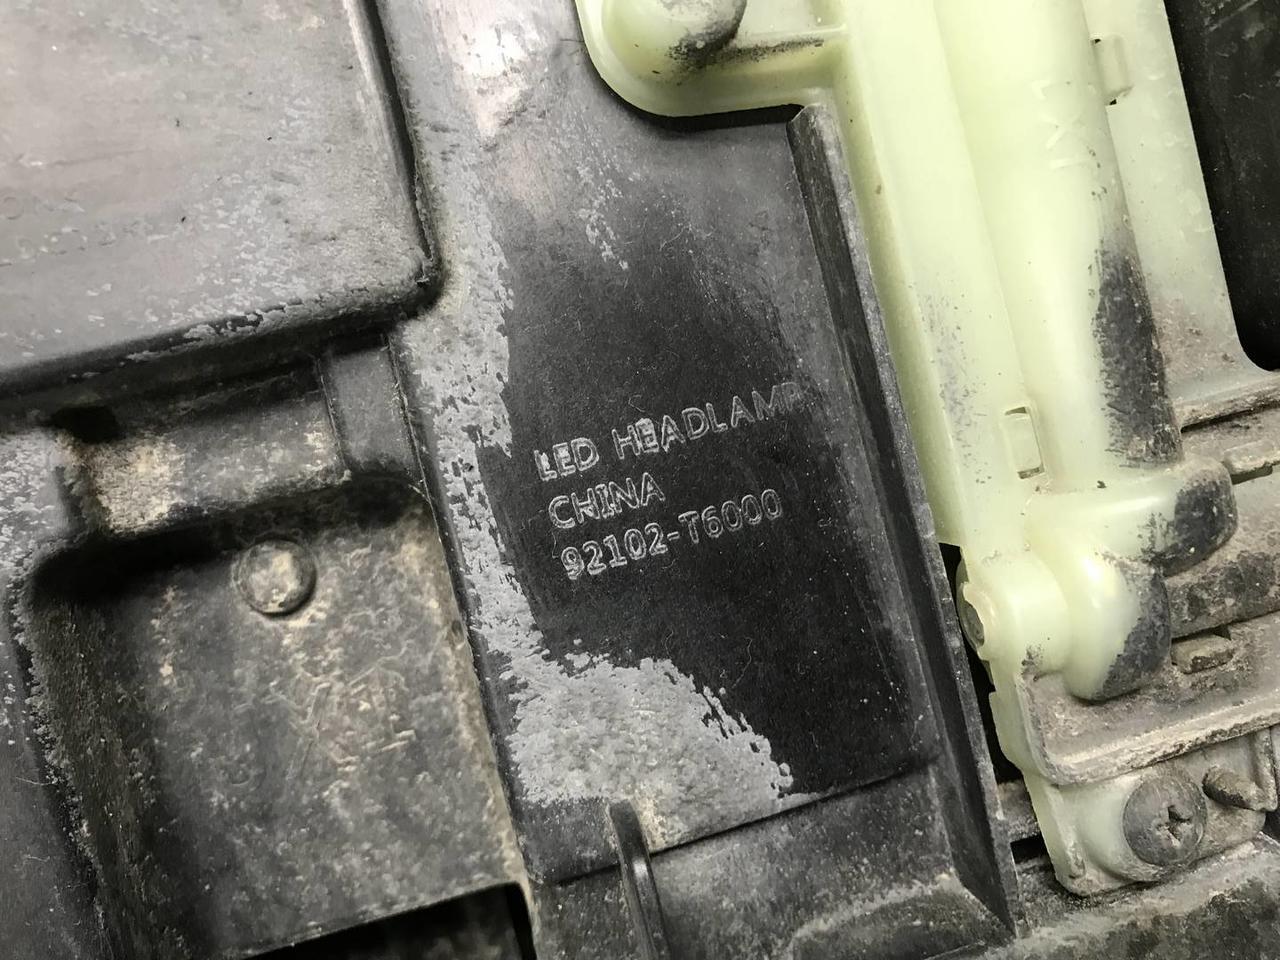 LED HEADLAMP
CHINA
92102-T6000